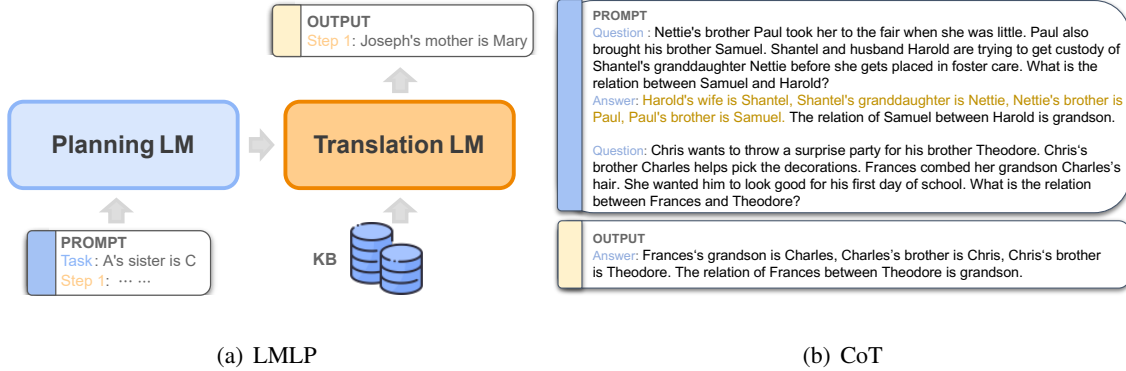 OUTPUT
Step 1: Joseph's mother is Mary
Planning LM
Translation LM
PROMPT
Task: A's sister is C
Step 1: ... ...
KB
(a) LMLP
PROMPT
Question : Nettie's brother Paul took her to the fair when she was little. Paul also
brought his brother Samuel. Shantel and husband Harold are trying to get custody of
Shantel's granddaughter Nettie before she gets placed in foster care. What is the
relation between Samuel and Harold?
Answer: Harold's wife is Shantel, Shantel's granddaughter is Nettie, Nettie's brother is
Paul, Paul's brother is Samuel. The relation of Samuel between Harold is grandson.
Question: Chris wants to throw a surprise party for his brother Theodore. Chris's
brother Charles helps pick the decorations. Frances combed her grandson Charles's
hair. She wanted him to look good for his first day of school. What is the relation
between Frances and Theodore?
OUTPUT
Answer: Frances's grandson is Charles, Charles's brother is Chris, Chris's brother
is Theodore. The relation of Frances between Theodore is grandson.
(b) CoT